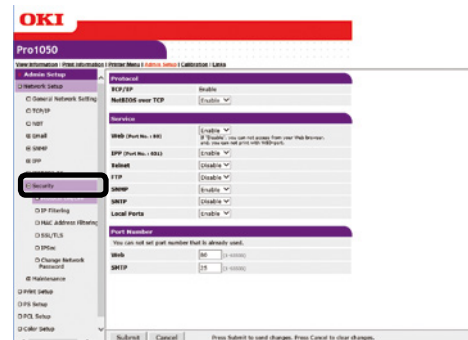 OKI
Pro1050
View Information | Print Information | Printer Menu | Admin Setup | Calibration | Links
Admin Setup
Network Setup
General Network Setting
TCP/IP
NBT
Email
SNMP
IPP
Security
IP Filtering
MAC Address Filtering
SSL/TLS
IPSec
Change Network
Password
Maintenance
Print Setup
PS Setup
PCL Setup
Color Setup
Protocol
TCP/IP Enable
NetBIOS over TCP Enable
Service
Web (Port No. : 80) Enable
If "Disable", you can not access from your Web browser,
and, you can not print with
IPP (Port No. : 631) Enable
Telnet Disable
FTP Disable
SNMP Enable
SMTP Disable
Local Ports Enable
Port Number
You can not set port number that is already used.
Web 80
SMTP 25
Submit Cancel Press Submit to send changes. Press Cancel to clear changes.